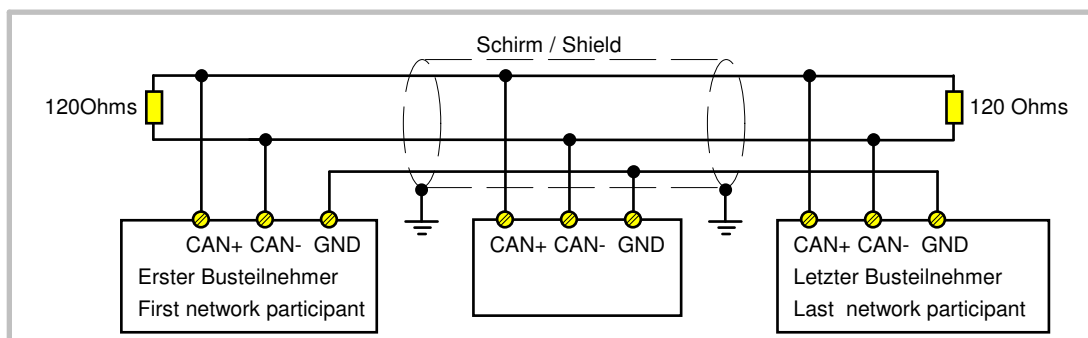 Schirm / Shield
120Ohms
120 Ohms
CAN+ CAN- GND
CAN+ CAN- GND
CAN+ CAN- GND
Erster Busteilnehmer
First network participant
Letzter Busteilnehmer
Last network participant